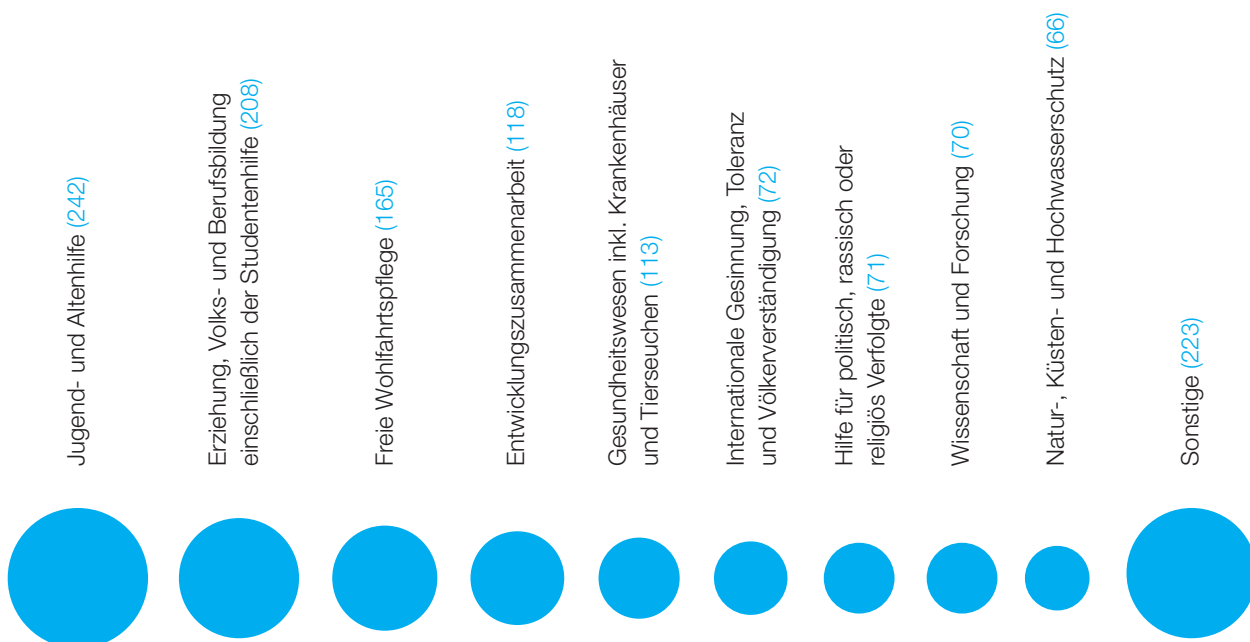 Jugend- und Altenhilfe (242)
Erziehung, Volks- und Berufsbildung
einschließlich der Studentenhilfe (208)
Freie Wohlfahrtspflege (165)
Entwicklungszusammenarbeit (118)
Gesundheitswesen inkl. Krankenhäuser
und Tierseuchen (113)
Internationale Gesinnung, Toleranz
und Völkerverständigung (72)
Hilfe für politisch, rassisch oder
religiös Verfolgte (71)
Wissenschaft und Forschung (70)
Natur-, Küsten- und Hochwasserschutz (66)
Sonstige (223)